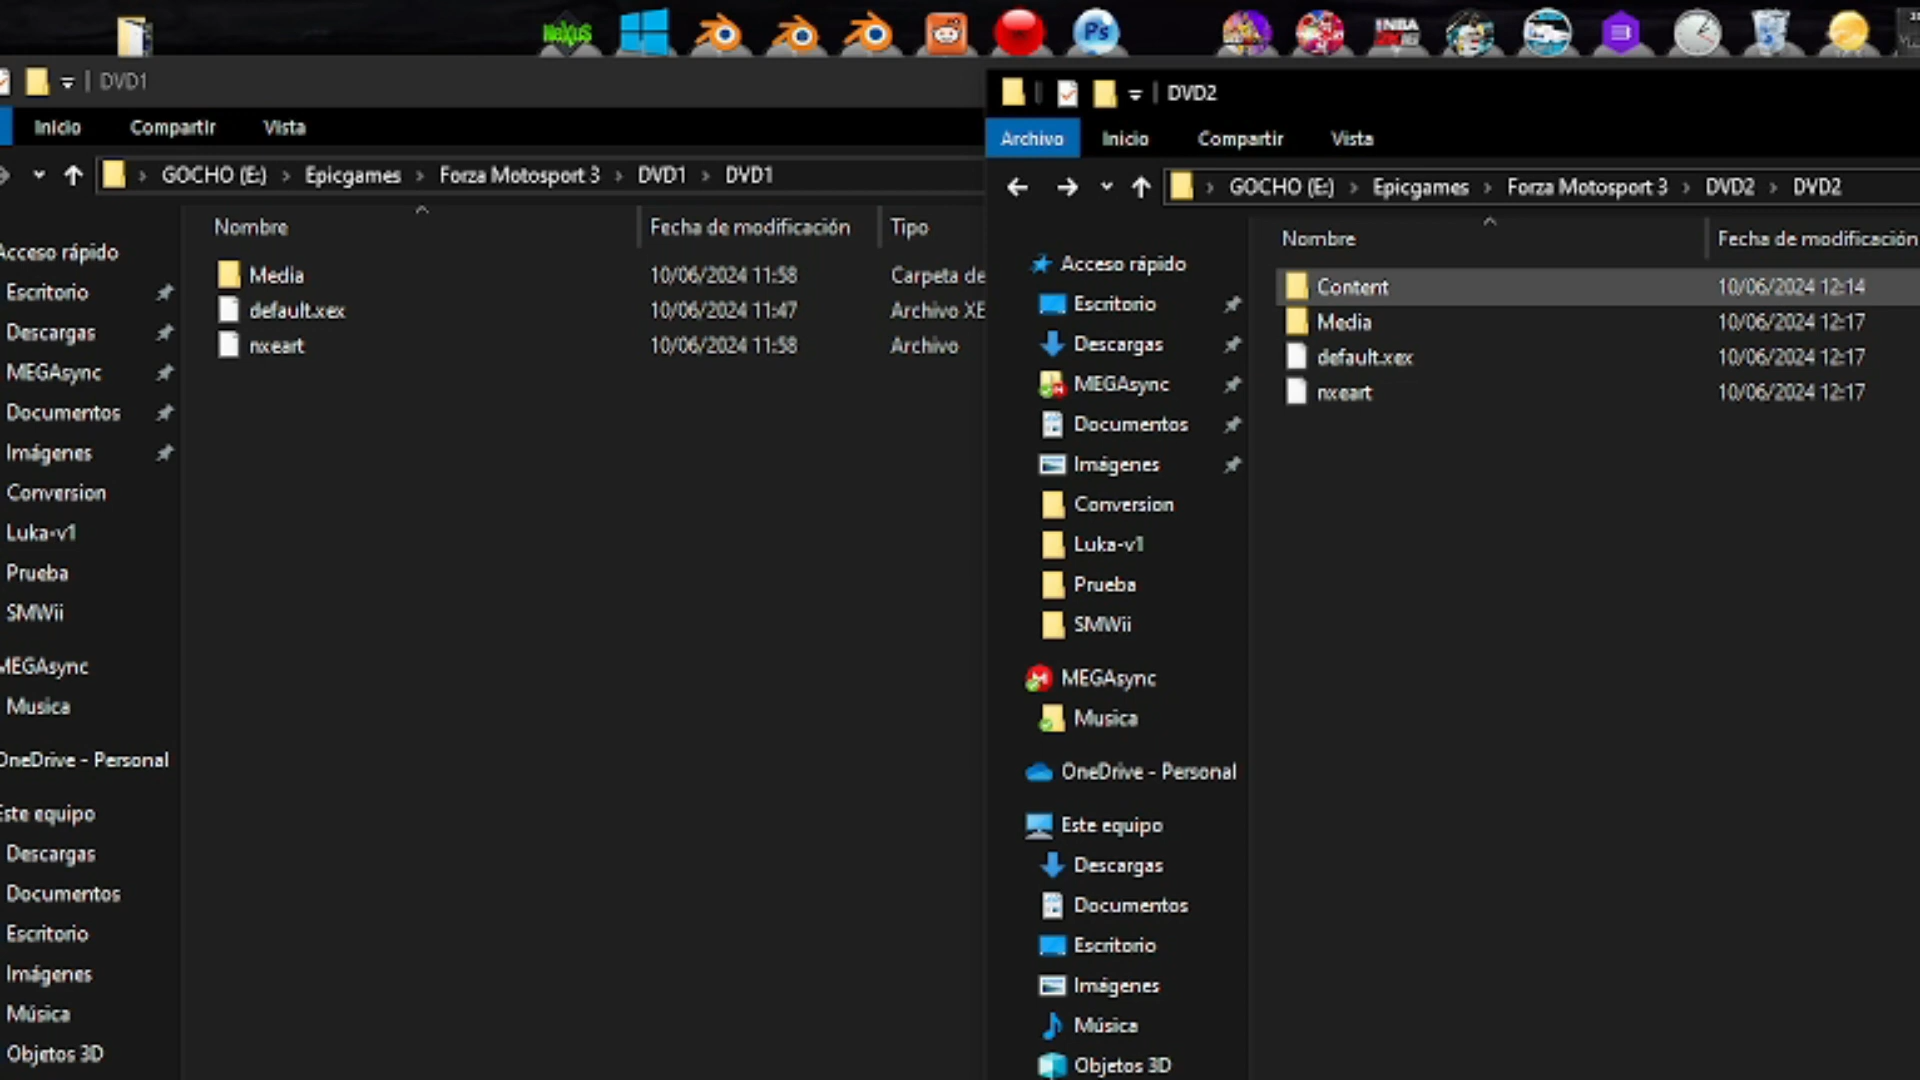 Nexus
Ps
NBA
DVD1
Inicio Compartir Vista
GOCHO (E:) Epicgames Forza Motosport 3 DVD1 DVD1
Nombre Fecha de modificación Tipo
Media 10/06/2024 11:58 Carpeta de
default.xex 10/06/2024 11:47 Archivo XE
nxeart 10/06/2024 11:58 Archivo
Acceso rápido
Escritorio
Descargas
MEGAsync
Documentos
Imágenes
Conversion
Luka-v1
Prueba
SMWii
MEGAsync
Musica
OneDrive - Personal
Este equipo
Descargas
Documentos
Escritorio
Imágenes
Música
Objetos 3D
DVD2
Archivo Inicio Compartir Vista
GOCHO (E:) Epicgames Forza Motosport 3 DVD2 DVD2
Nombre Fecha de modificación
Content 10/06/2024 12:14
Media 10/06/2024 12:17
default.xex 10/06/2024 12:17
nxeart 10/06/2024 12:17
Acceso rápido
Escritorio
Descargas
MEGAsync
Documentos
Imágenes
Conversion
Luka-v1
Prueba
SMWii
MEGAsync
Musica
OneDrive - Personal
Este equipo
Descargas
Documentos
Escritorio
Imágenes
Música
Objetos 3D